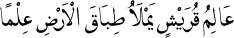 عَالِمُ قُرَيْشٍ يَمْلَأُ طِبَاقَ الْأَرْضِ عِلْمًا